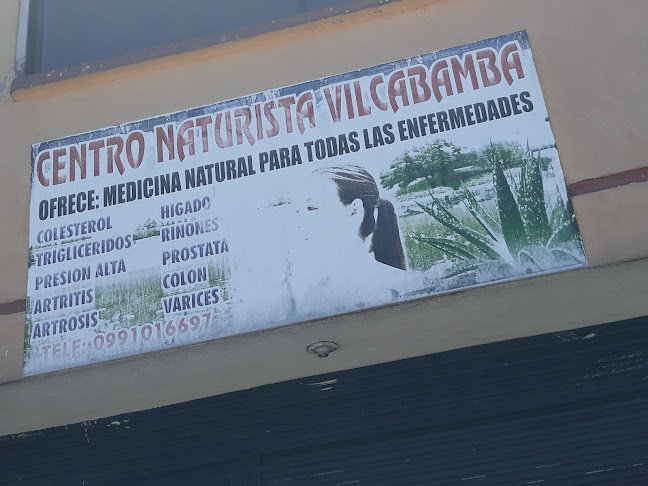 CENTRO NATURISTA VILCABAMBA
OFRECE: MEDICINA NATURAL PARA TODAS LAS ENFERMEDADES
COLESTEROL
TRIGLICERIDOS
PRESION ALTA
ARTRITIS
ARTROSIS
HIGADO
RIÑONES
PROSTATA
COLON
VARICES
TELF: 0991016697